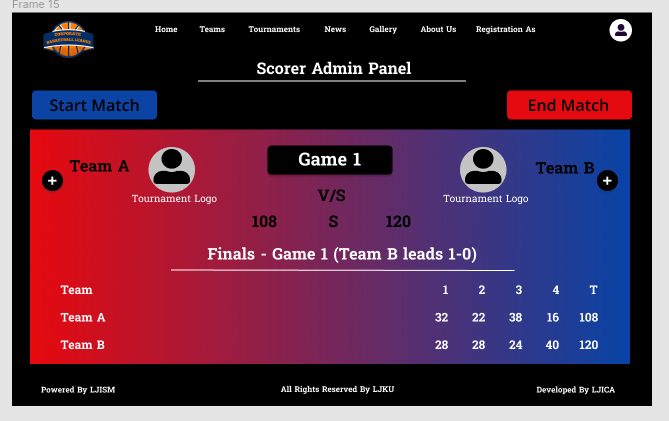 Frame 15
CORPORATE
BASKETBALL LEAGUE
Home Teams Tournaments News Gallery About Us Registration As
Scorer Admin Panel
Start Match End Match
Team A Game 1 Team B
Tournament Logo Tournament Logo
V/S
108 S 120
Finals - Game 1 (Team B leads 1-0)
Team 1 2 3 4 T
Team A 32 22 38 16 108
Team B 28 28 24 40 120
Powered By LJISM All Rights Reserved By LJKU Developed By LJICA